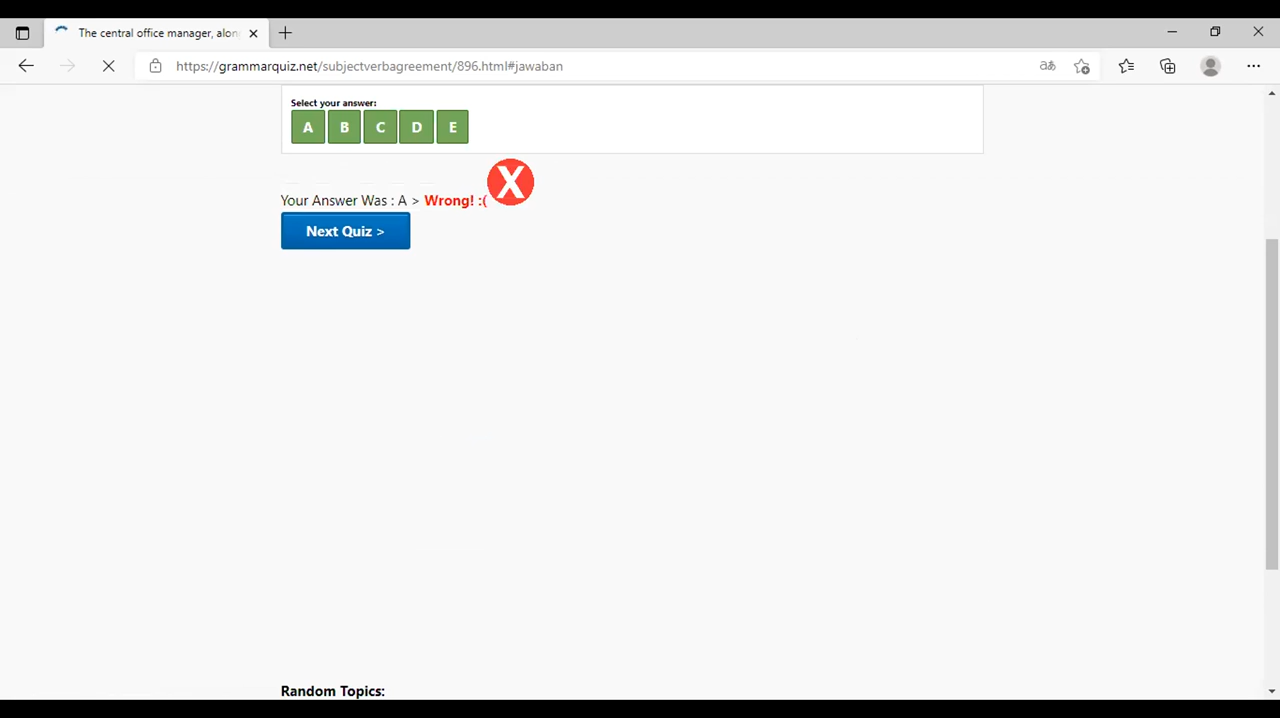 The central office manager, alon
https://grammarquiz.net/subjectverbagreement/896.html#jawaban
Select your answer:
A B C D E
X
Your Answer Was : A > Wrong! :(
Next Quiz >
Random Topics: